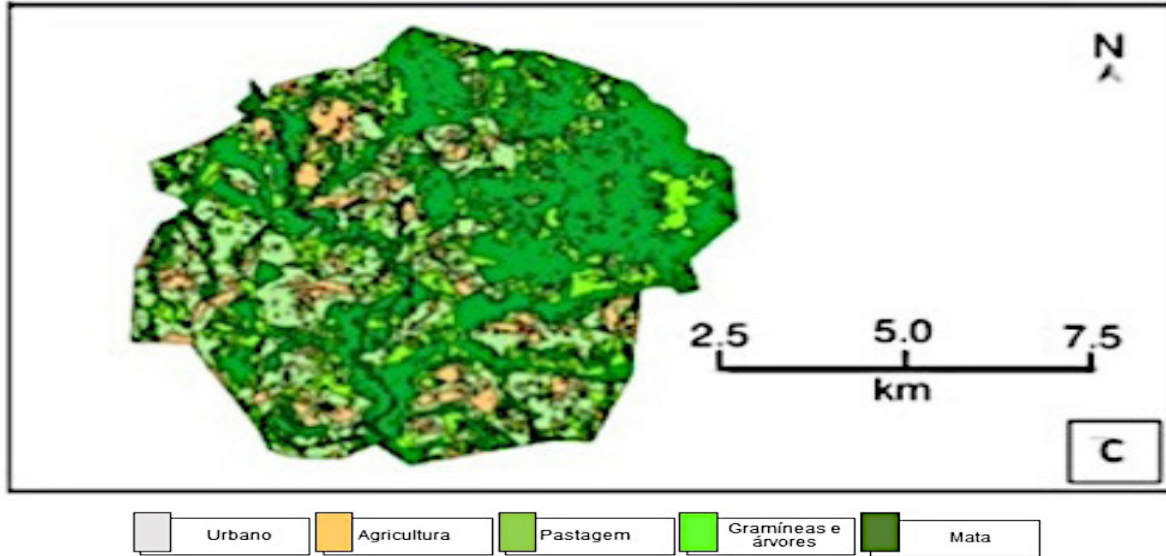 N
2.5 5.0 7.5
km
C
Urbano
Agricultura
Pastagem
Gramíneas e
árvores
Mata